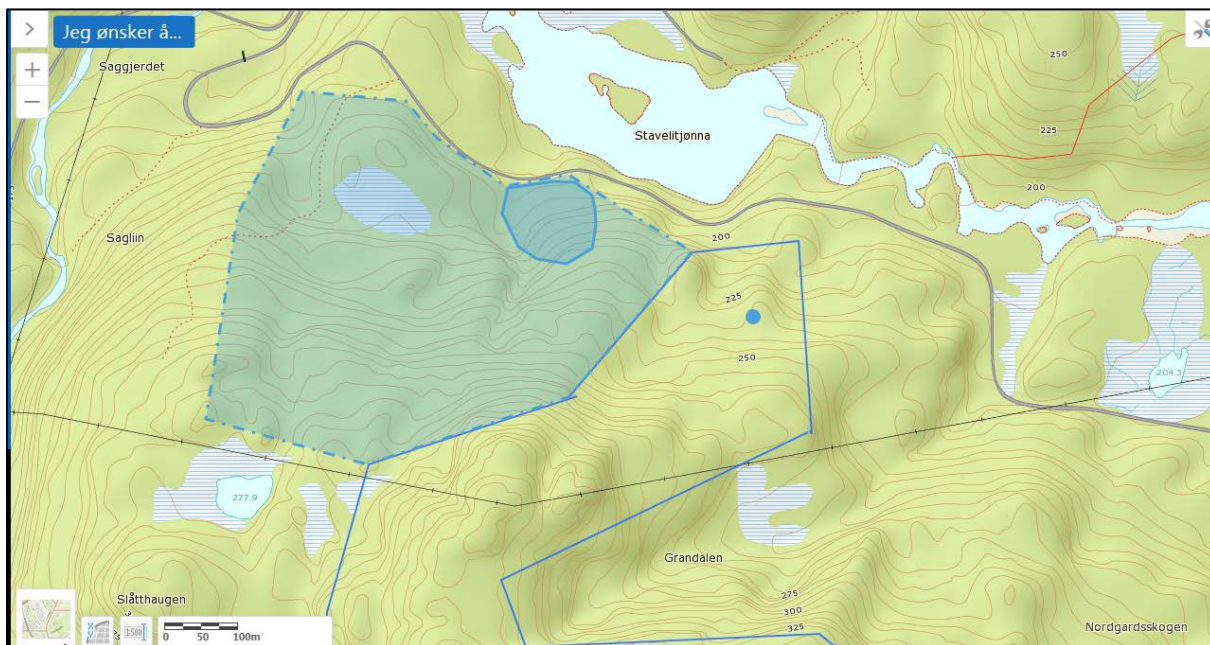 Jeg ønsker å...
Saggjerdet
250
Stavelitjønna
225
200
Sagliin
200
225
250
204.3
277.9
Grandalen
Slåtthaugen
275
300
325
Nordgardsskogen
X
Y
1:500
0 50 100m